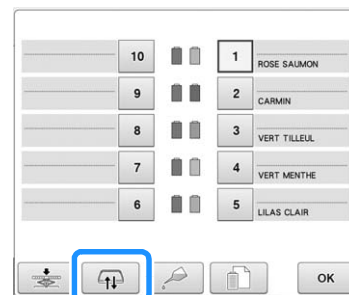 10 1 ROSE SAUMON
9 2 CARMIN
8 3 VERT TILLEUL
7 4 VERT MENTHE
6 5 LILAS CLAIR
OK